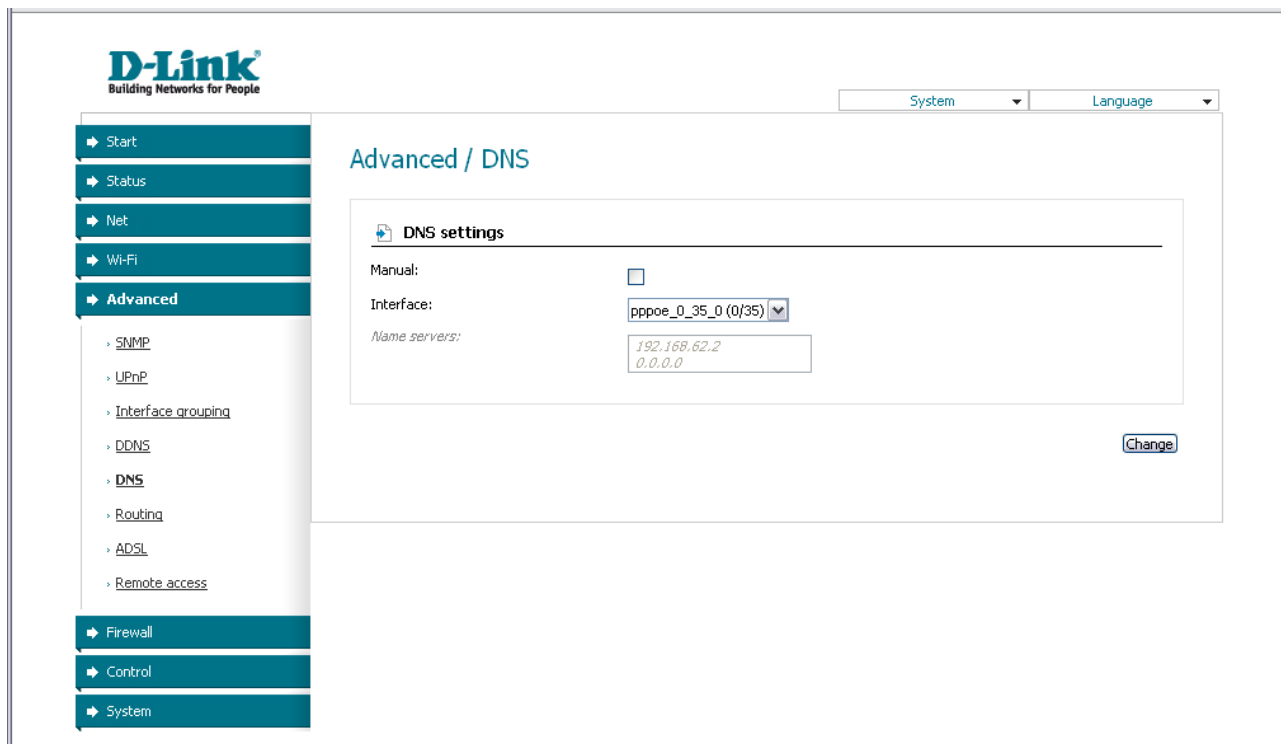 D-Link
Building Networks for People
System
Language
Start
Status
Net
Wi-Fi
Advanced
SNMP
UPnP
Interface grouping
DDNS
DNS
Routing
ADSL
Remote access
Firewall
Control
System
Advanced / DNS
DNS settings
Manual:
Interface:
pppoe_0_35_0 (0/35)
Name servers:
192.168.62.2
0.0.0.0
Change